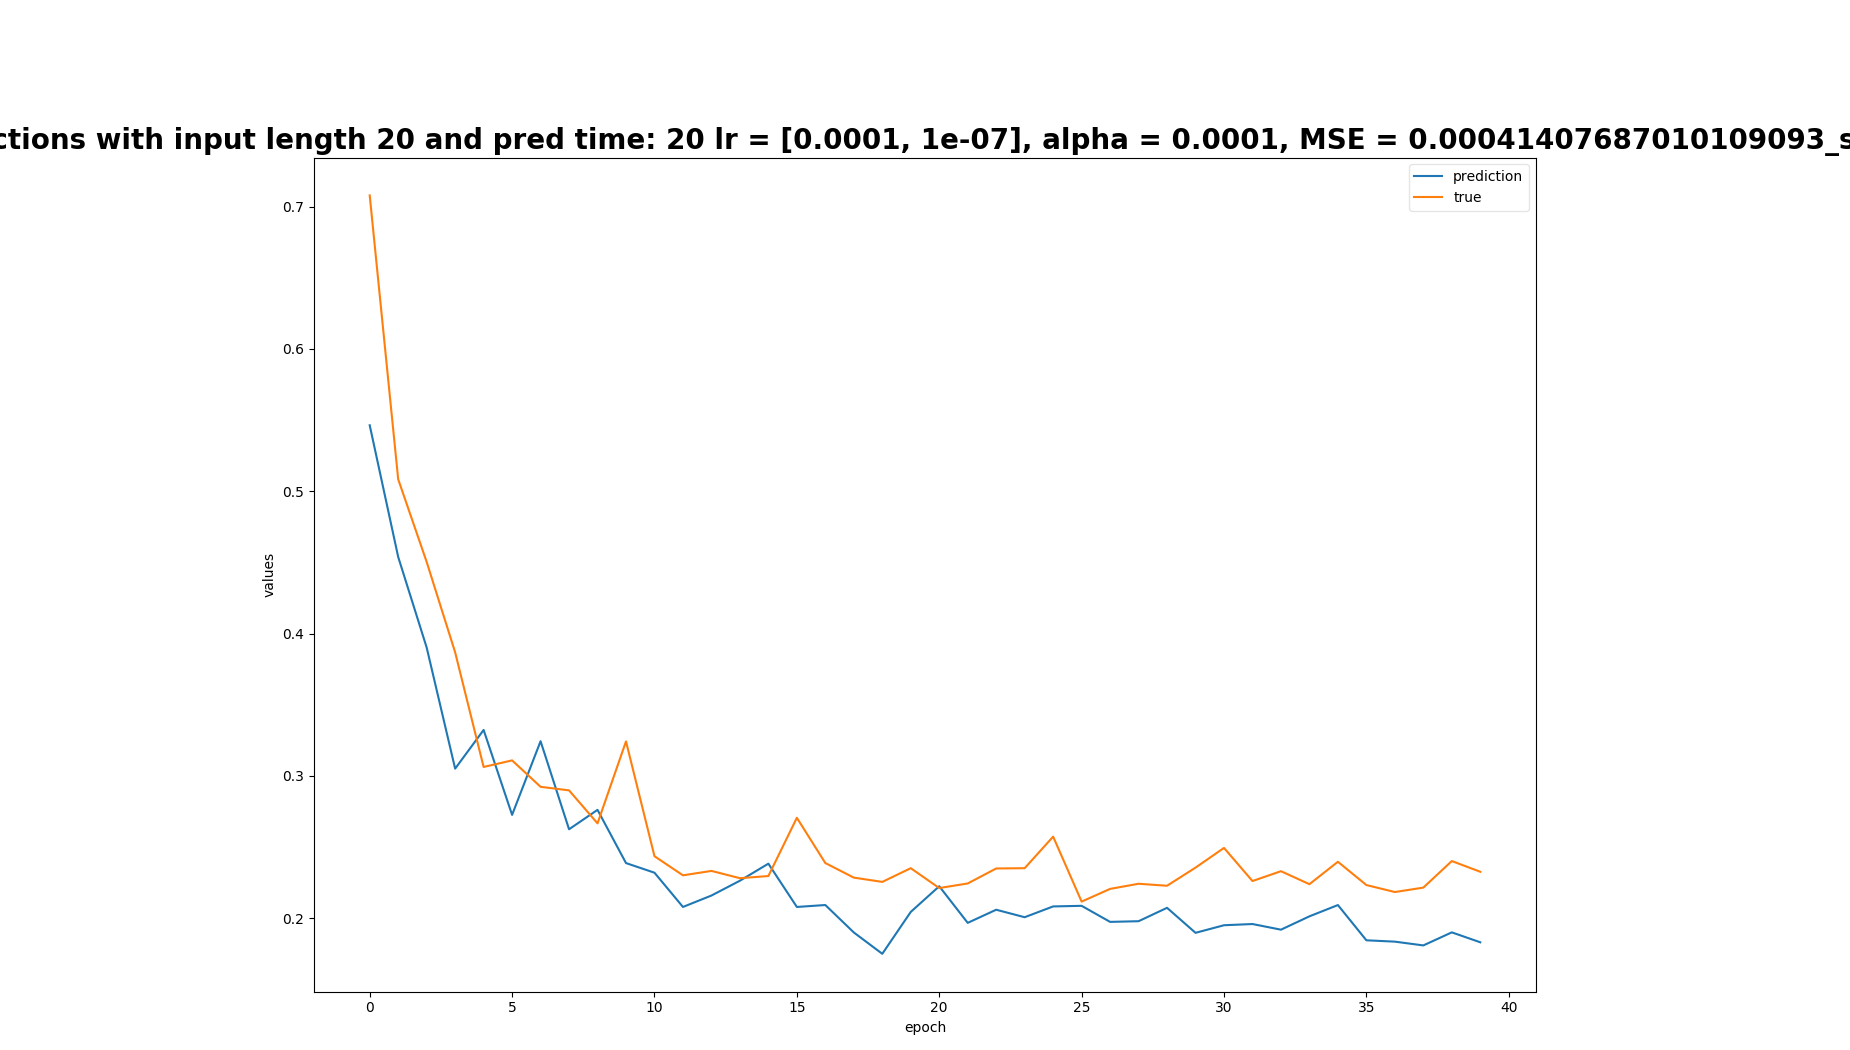 ctions with input length 20 and pred time: 20 lr = [0.0001, 1e-07], alpha = 0.0001, MSE = 0.00041407687010109093_s
prediction
true
0.7
0.6
0.5
0.4
0.3
0.2
values
0 5 10 15 20 25 30 35 40
epoch